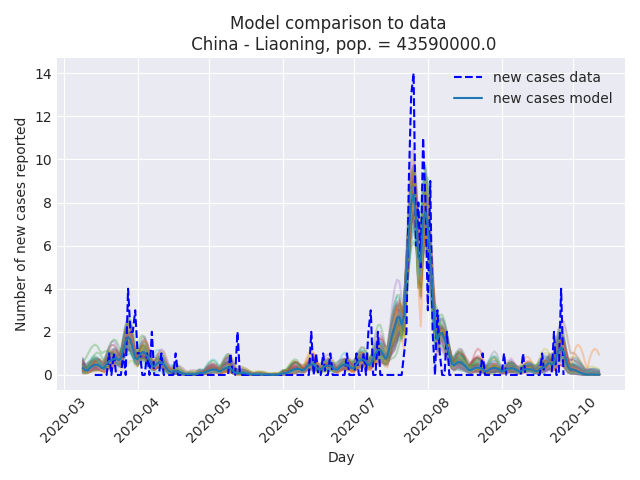 Model comparison to data
China - Liaoning, pop. = 43590000.0
new cases data
new cases model
Number of new cases reported
14
12
10
8
6
4
2
0
2020-03
2020-04
2020-05
2020-06
2020-07
2020-08
2020-09
2020-10
Day